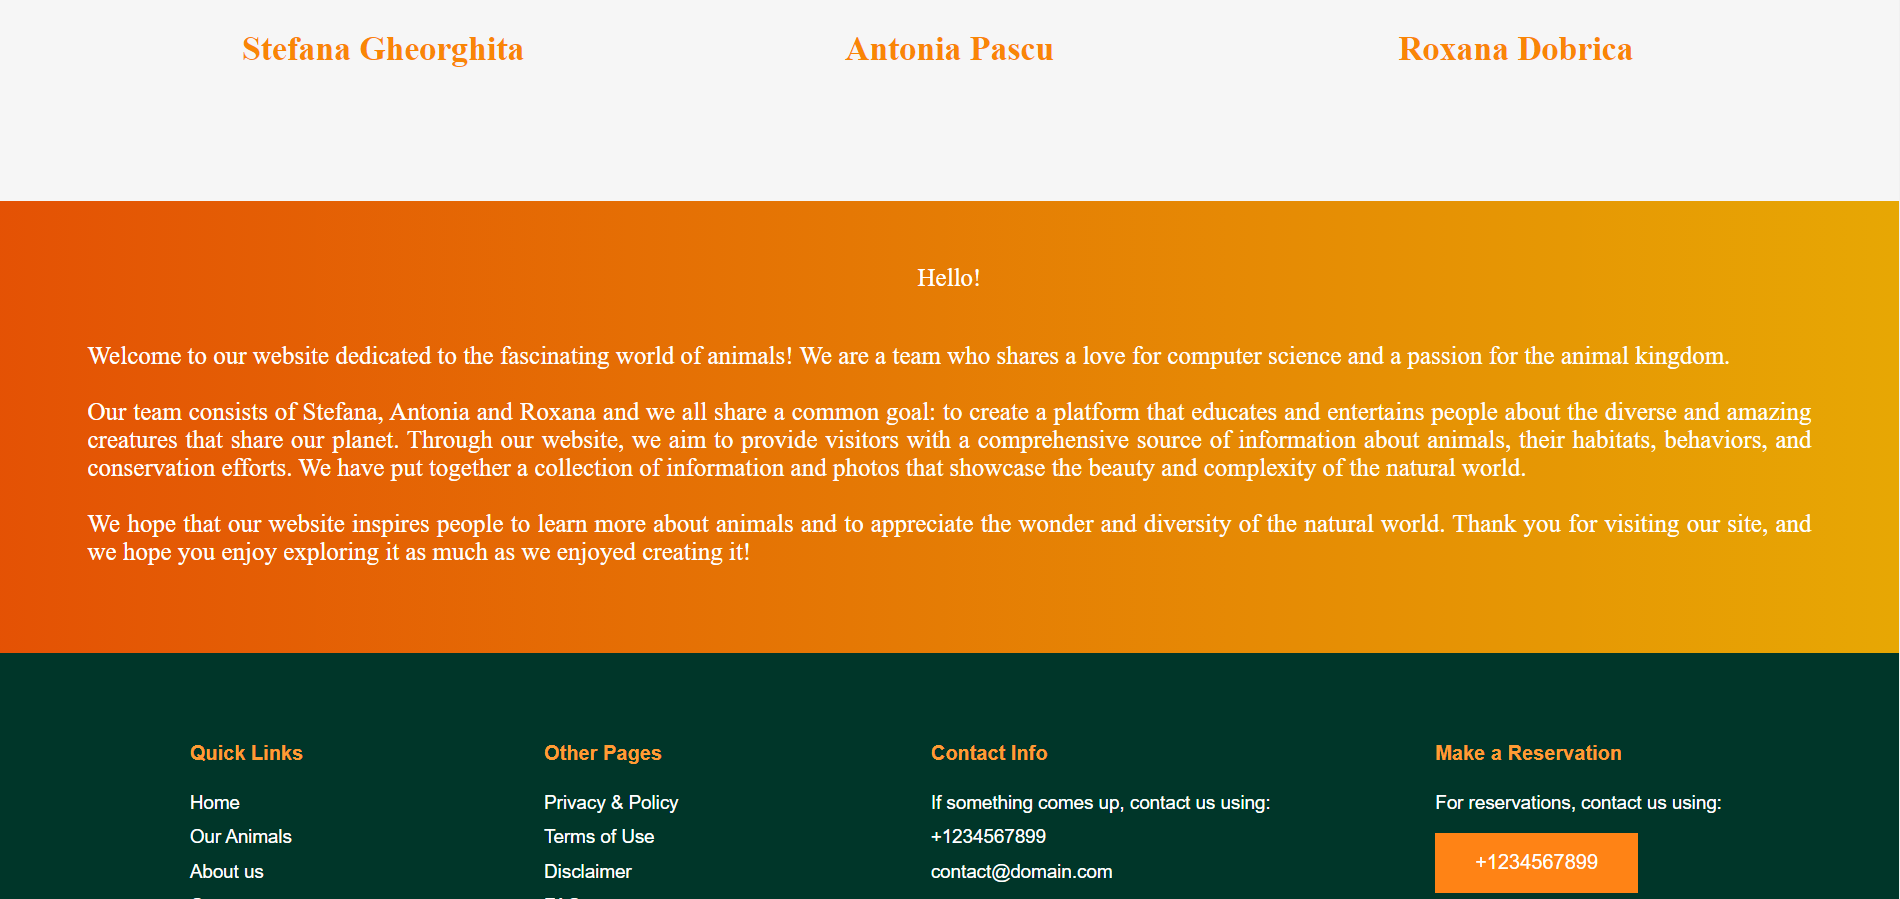 Stefana Gheorghita
Antonia Pascu
Roxana Dobrica
Hello!
Welcome to our website dedicated to the fascinating world of animals! We are a team who shares a love for computer science and a passion for the animal kingdom.
Our team consists of Stefana, Antonia and Roxana and we all share a common goal: to create a platform that educates and entertains people about the diverse and amazing
creatures that share our planet. Through our website, we aim to provide visitors with a comprehensive source of information about animals, their habitats, behaviors, and
conservation efforts. We have put together a collection of information and photos that showcase the beauty and complexity of the natural world.
We hope that our website inspires people to learn more about animals and to appreciate the wonder and diversity of the natural world. Thank you for visiting our site, and
we hope you enjoy exploring it as much as we enjoyed creating it!
Quick Links
Home
Our Animals
About us
Other Pages
Privacy & Policy
Terms of Use
Disclaimer
Contact Info
If something comes up, contact us using:
+1234567899
contact@domain.com
Make a Reservation
For reservations, contact us using:
+1234567899